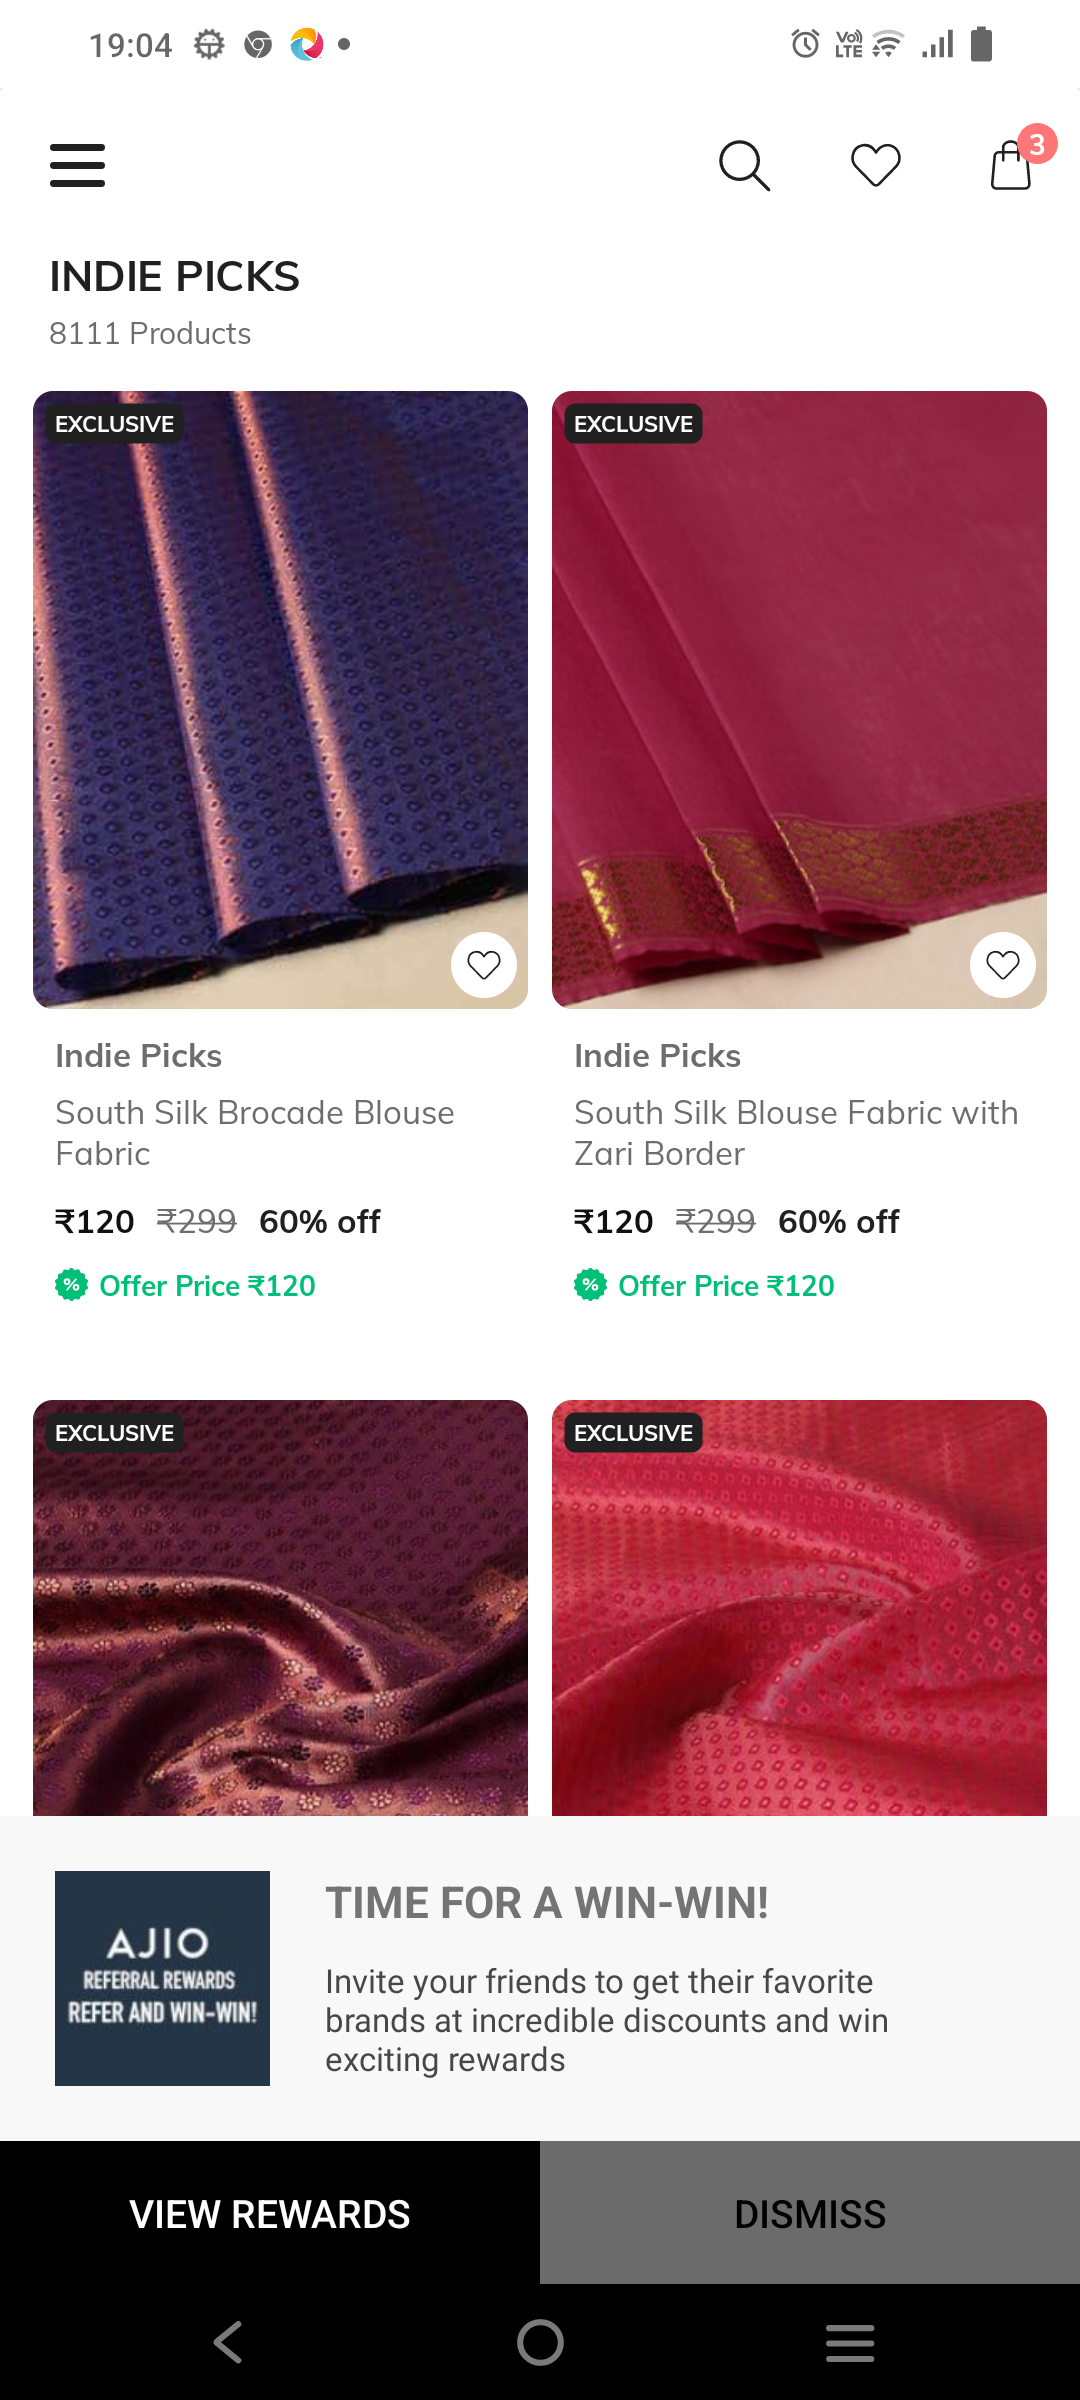 19:04
Vo) LTE
3
INDIE PICKS
8111 Products
EXCLUSIVE
EXCLUSIVE
Indie Picks
South Silk Brocade Blouse
Fabric
₹120 ₹299 60% off
% Offer Price ₹120
Indie Picks
South Silk Blouse Fabric with
Zari Border
₹120 ₹299 60% off
% Offer Price ₹120
EXCLUSIVE
EXCLUSIVE
AJIO
REFERRAL REWARDS
REFER AND WIN-WIN!
TIME FOR A WIN-WIN!
Invite your friends to get their favorite
brands at incredible discounts and win
exciting rewards
VIEW REWARDS
DISMISS